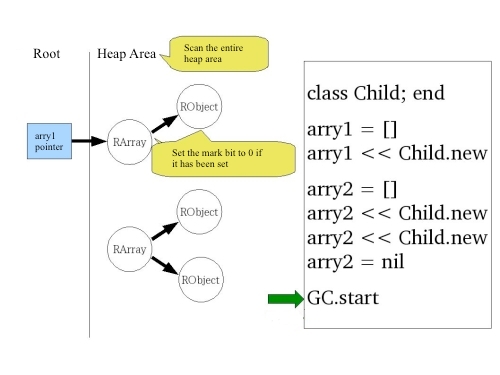 Root
Heap Area
Scan the entire
heap area
arry1
pointer
RArray
RObject
Set the mark bit to 0 if
it has been set
RArray
RObject
RObject
class Child; end
arry1 = []
arry1 << Child.new
arry2 = []
arry2 << Child.new
arry2 << Child.new
arry2 = nil
GC.start